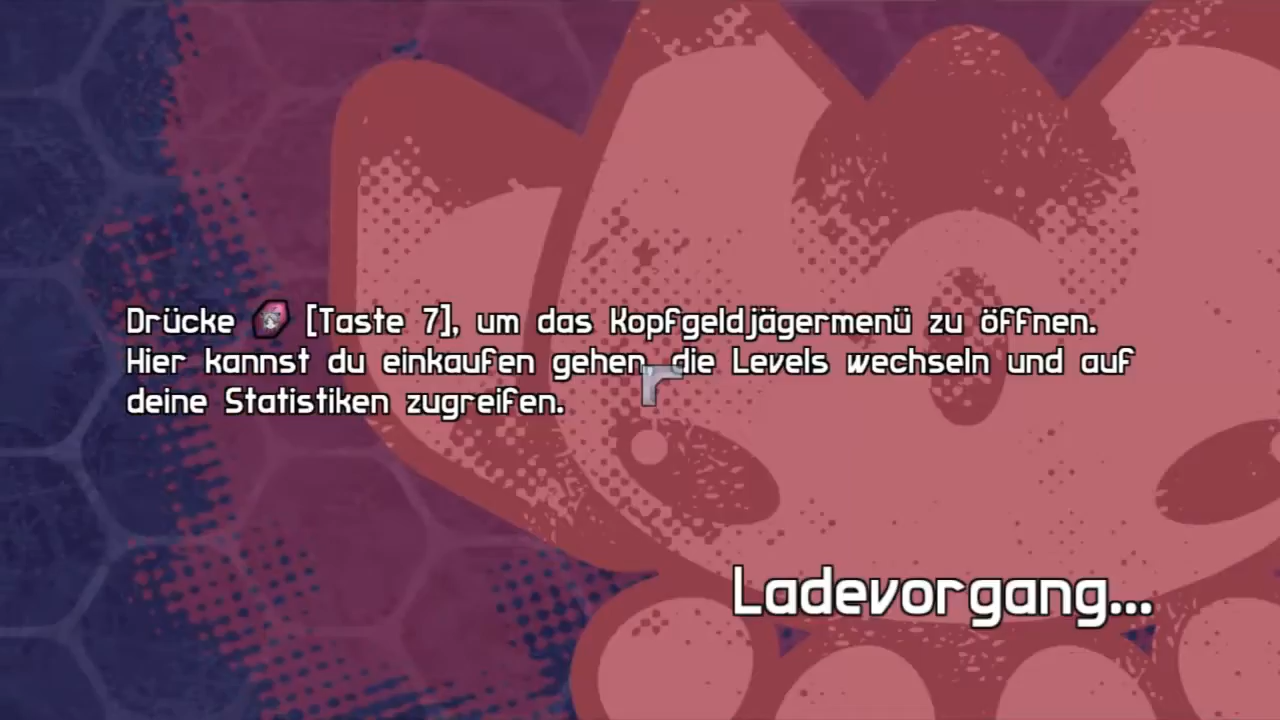 Drücke [Taste 7], um das Kopfgeldjägermenü zu öffnen.
Hier kannst du einkaufen gehen, die Levels wechseln und auf
deine Statistiken zugreifen.
Ladevorgang...